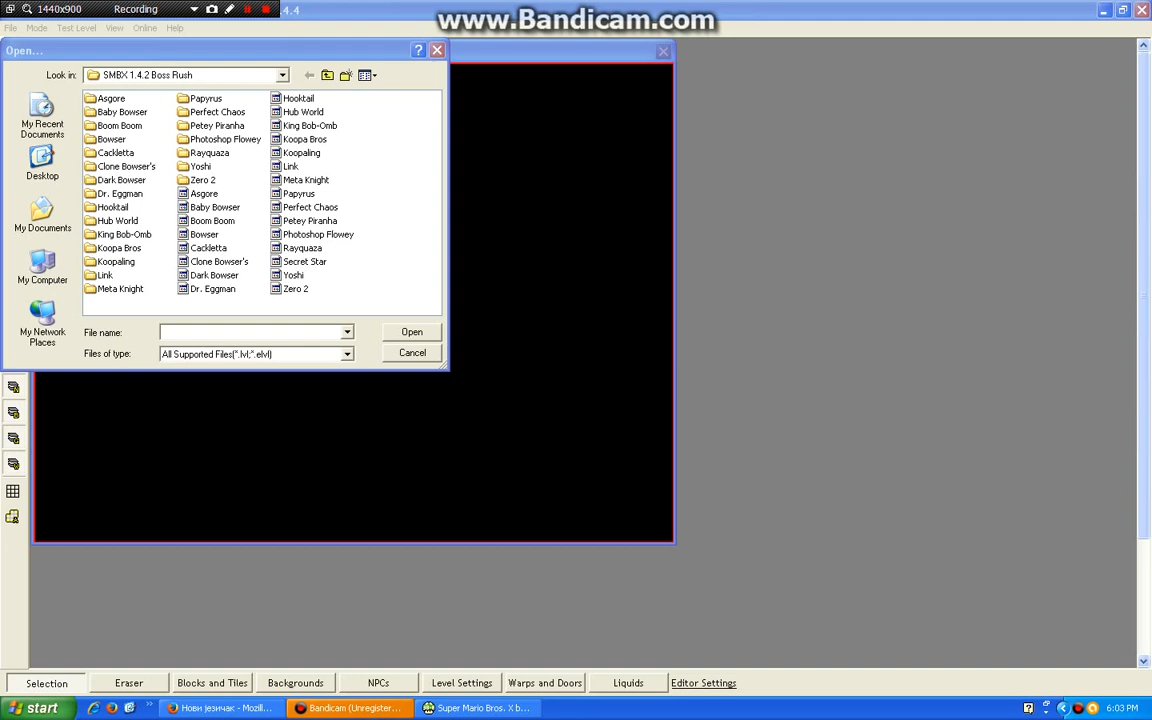 1440x900 Recording .4.4
www.Bandicam.com
File Mode Test Level View Online Help
Open...
Look in: SMBX 1.4.2 Boss Rush
My Recent Documents
Desktop
My Documents
My Computer
My Network Places
Asgore Papyrus Hooktail
Baby Bowser Perfect Chaos Hub World
Boom Boom Petey Piranha King Bob-Omb
Bowser Photoshop Flowey Koopa Bros
Cackletta Rayquaza Koopaling
Clone Bowser's Yoshi Link
Dark Bowser Zero 2 Meta Knight
Dr. Eggman Asgore Papyrus
Hooktail Baby Bowser Perfect Chaos
Hub World Boom Boom Petey Piranha
King Bob-Omb Bowser Photoshop Flowey
Koopa Bros Cackletta Rayquaza
Koopaling Clone Bowser's Secret Star
Link Dark Bowser Yoshi
Meta Knight Dr. Eggman Zero 2
File name: Open
Files of type: All Supported Files(*.lvl;*.elvl) Cancel
Selection Eraser Blocks and Tiles Backgrounds NPCs Level Settings Warps and Doors Liquids Editor Settings
start Нови језичак - Mozill... Bandicam (Unregister... Super Mario Bros. X b... 6:03 PM